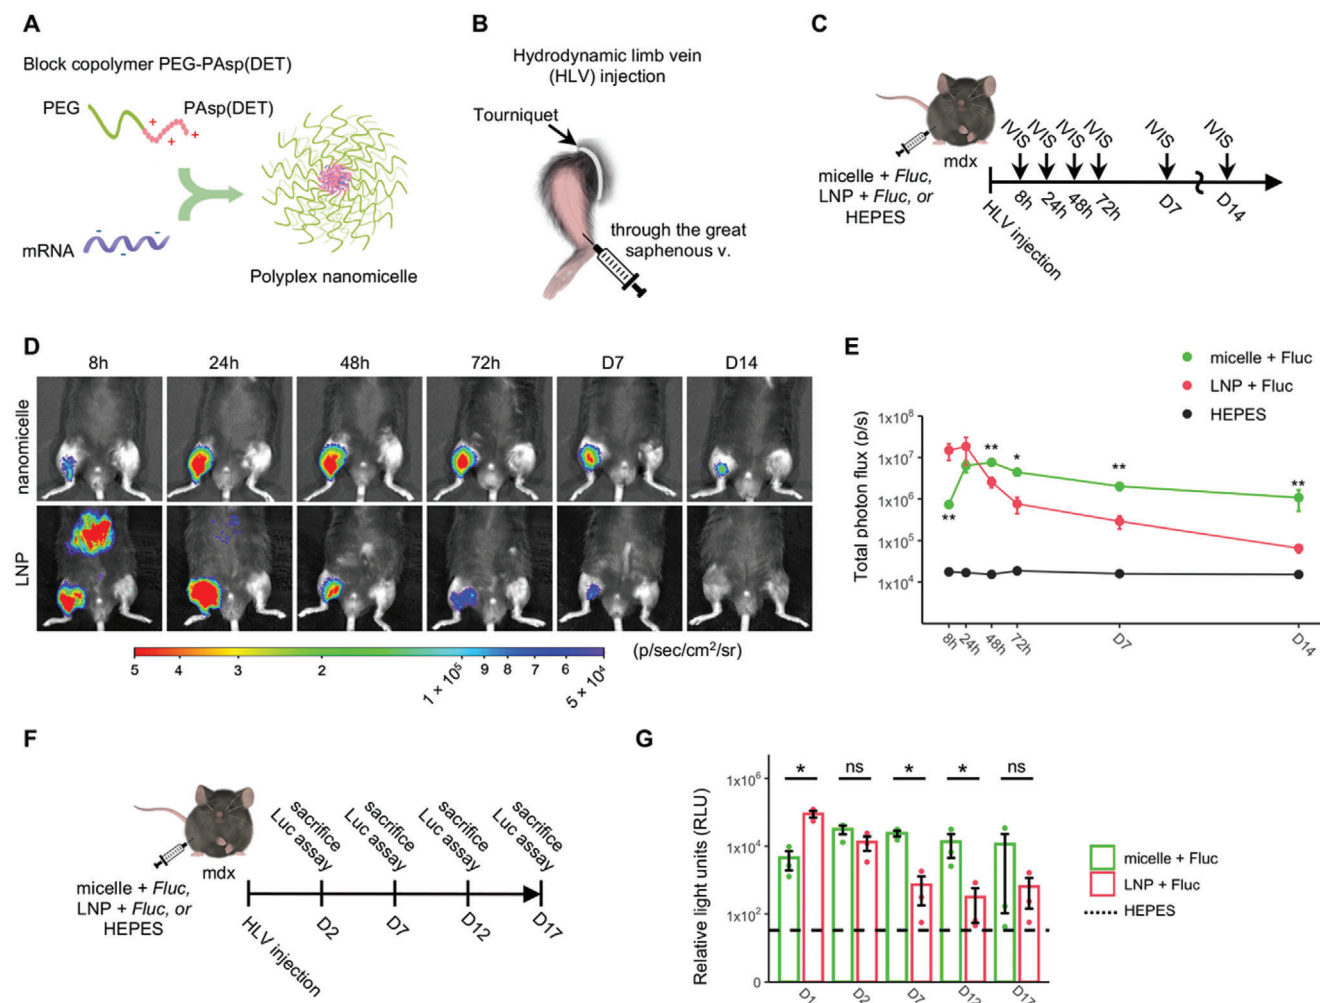 A
Block copolymer PEG-PAsp(DET)
PEG
PAsp(DET)
+
+
+
mRNA
-
-
-
Polyplex nanomicelle
B
Hydrodynamic limb vein
(HLV) injection
Tourniquet
through the great
saphenous v.
C
mdx
micelle + Fluc,
LNP + Fluc, or
HEPES
IVIS
IVIS
IVIS
IVIS
IVIS
IVIS
HLV injection
8h
24h
48h
72h
D7
D14
D
8h
24h
48h
72h
D7
D14
nanomicelle
LNP
5
4
3
2
1 × 10⁵
9
8
7
6
5 × 10⁴
(p/sec/cm²/sr)
E
micelle + Fluc
LNP + Fluc
HEPES
Total photon flux (p/s)
1x10⁸
1x10⁷
1x10⁶
1x10⁵
1x10⁴
**
**
*
**
**
8h
24h
48h
72h
D7
D14
F
mdx
micelle + Fluc,
LNP + Fluc, or
HEPES
sacrifice
Luc assay
sacrifice
Luc assay
sacrifice
Luc assay
sacrifice
Luc assay
HLV injection
D2
D7
D12
D17
G
Relative light units (RLU)
1x10⁶
1x10⁴
1x10²
0
*
ns
*
*
ns
D1
D2
D7
D12
D17
micelle + Fluc
LNP + Fluc
HEPES